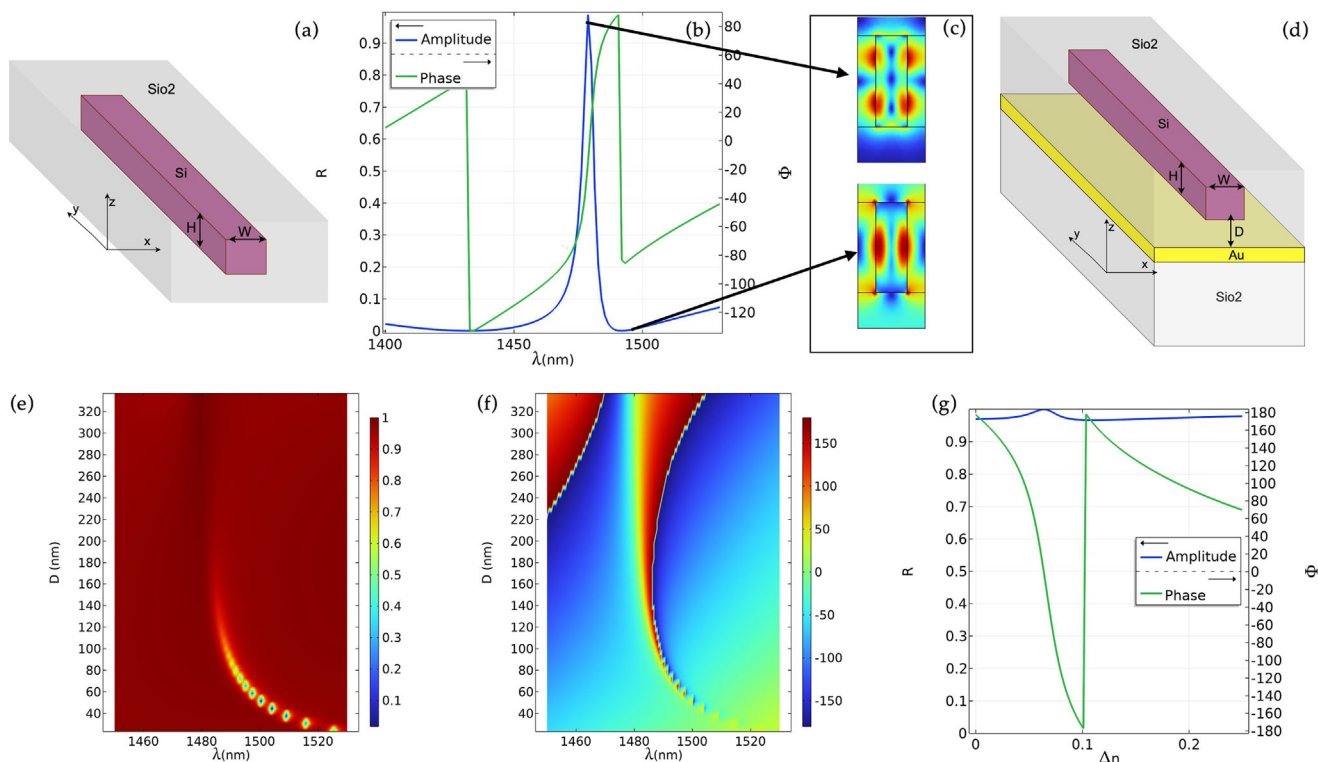 (a)
Sio2
Si
H
W
y
z
x
(b)
R
0.9
0.8
0.7
0.6
0.5
0.4
0.3
0.2
0.1
0
Amplitude
Phase
80
60
40
20
0
-20
-40
-60
-80
-100
-120
Φ
1400
1450
1500
λ(nm)
(c)
(d)
Sio2
Si
H
W
D
y
z
x
Au
SiO2
(e)
D (nm)
320
300
280
260
240
220
200
180
160
140
120
100
80
60
40
1460
1480
1500
1520
λ(nm)
1
0.9
0.8
0.7
0.6
0.5
0.4
0.3
0.2
0.1
(f)
D (nm)
320
300
280
260
240
220
200
180
160
140
120
100
80
60
40
1460
1480
1500
1520
λ(nm)
150
100
50
0
-50
-100
-150
(g)
R
0.9
0.8
0.7
0.6
0.5
0.4
0.3
0.2
0.1
0
Amplitude
Phase
180
160
140
120
100
80
60
40
20
0
-20
-40
-60
-80
-100
-120
-140
-160
-180
Φ
0
0.1
0.2
Δn